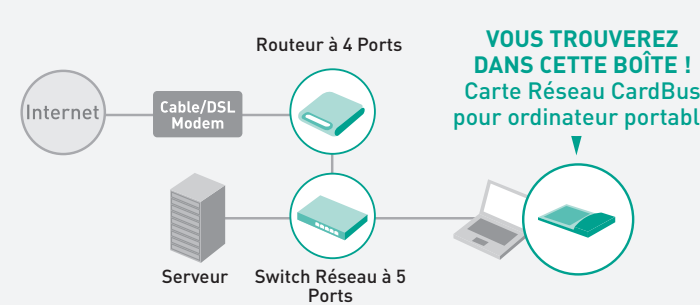 Routeur à 4 Ports
VOUS TROUVEREZ
DANS CETTE BOÎTE !
Carte Réseau CardBus
pour ordinateur portabl
Internet
Cable/DSL
Modem
Serveur
Switch Réseau à 5
Ports